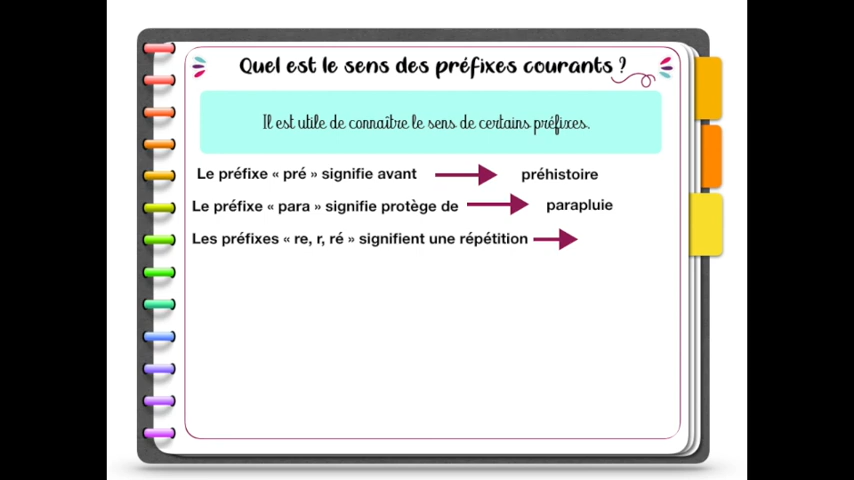 Quel est le sens des préfixes courants ?
Il est utile de connaître le sens de certains préfixes.
Le préfixe « pré » signifie avant préhistoire
Le préfixe « para » signifie protège de parapluie
Les préfixes « re, r, ré » signifient une répétition